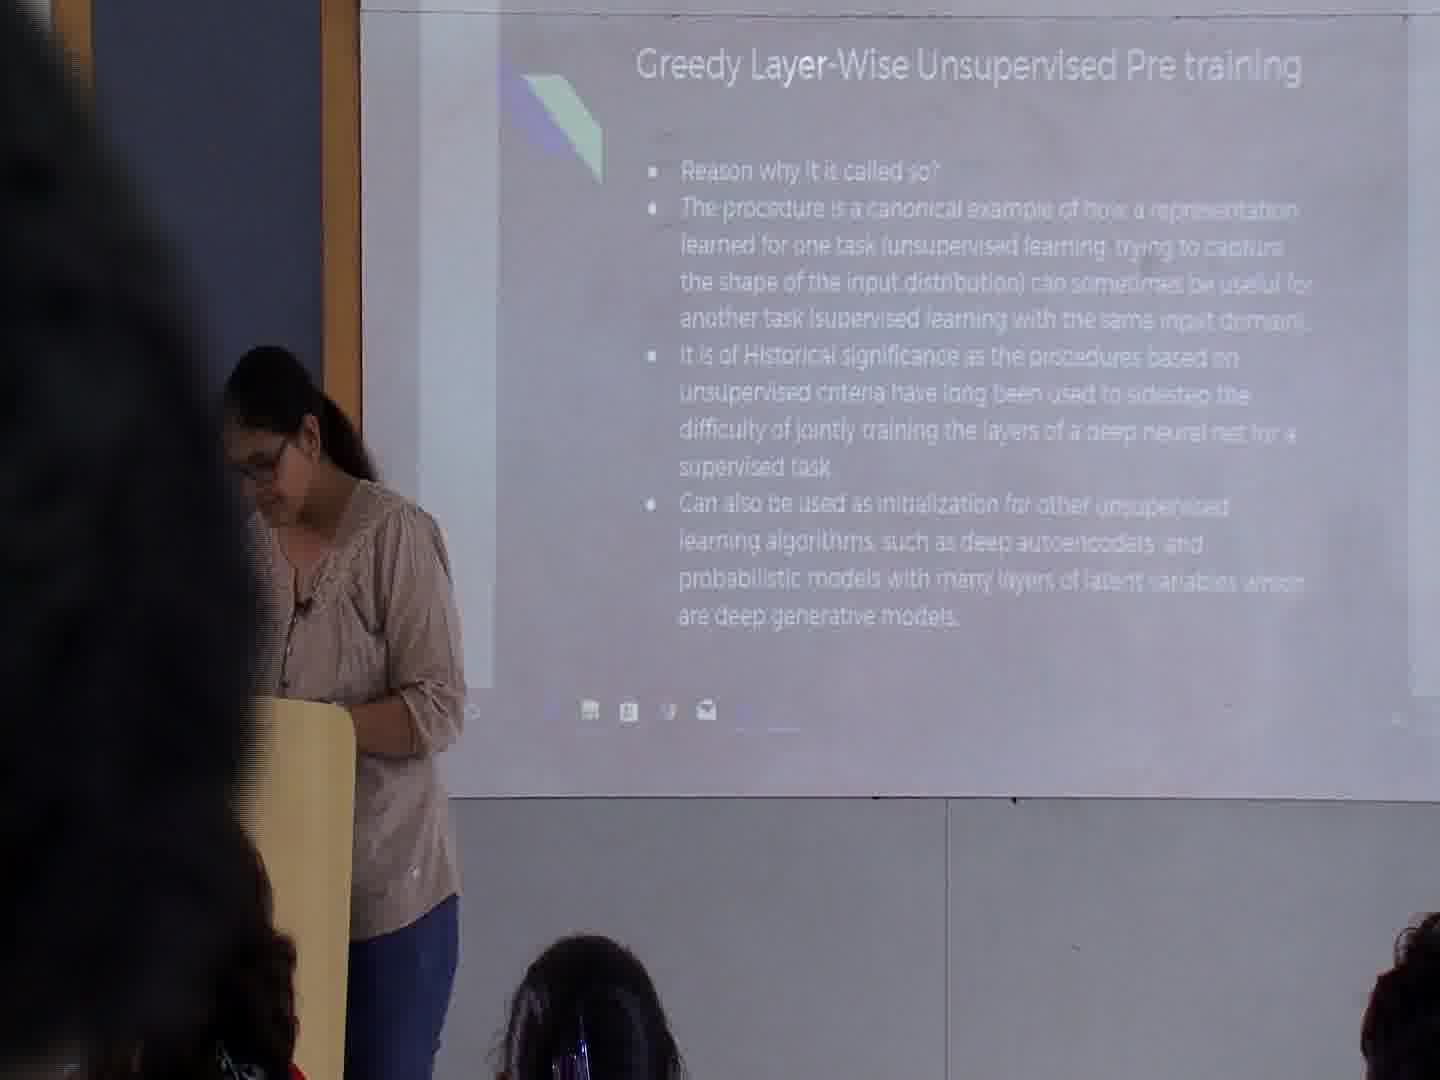 Greedy Layer-Wise Unsupervised Pre training
• Reason why it is called so?
• The procedure is a canonical example of how a representation
learned for one task (unsupervised learning, trying to capture
the shape of the input distribution) can sometimes be useful for
another task (supervised learning with the same input domain).
• It is of Historical significance as the procedures based on
unsupervised criteria have long been used to sidestep the
difficulty of jointly training the layers of a deep neural net for a
supervised task
• Can also be used as initialization for other unsupervised
learning algorithms, such as deep autoencoders and
probabilistic models with many layers of latent variables which
are deep generative models.